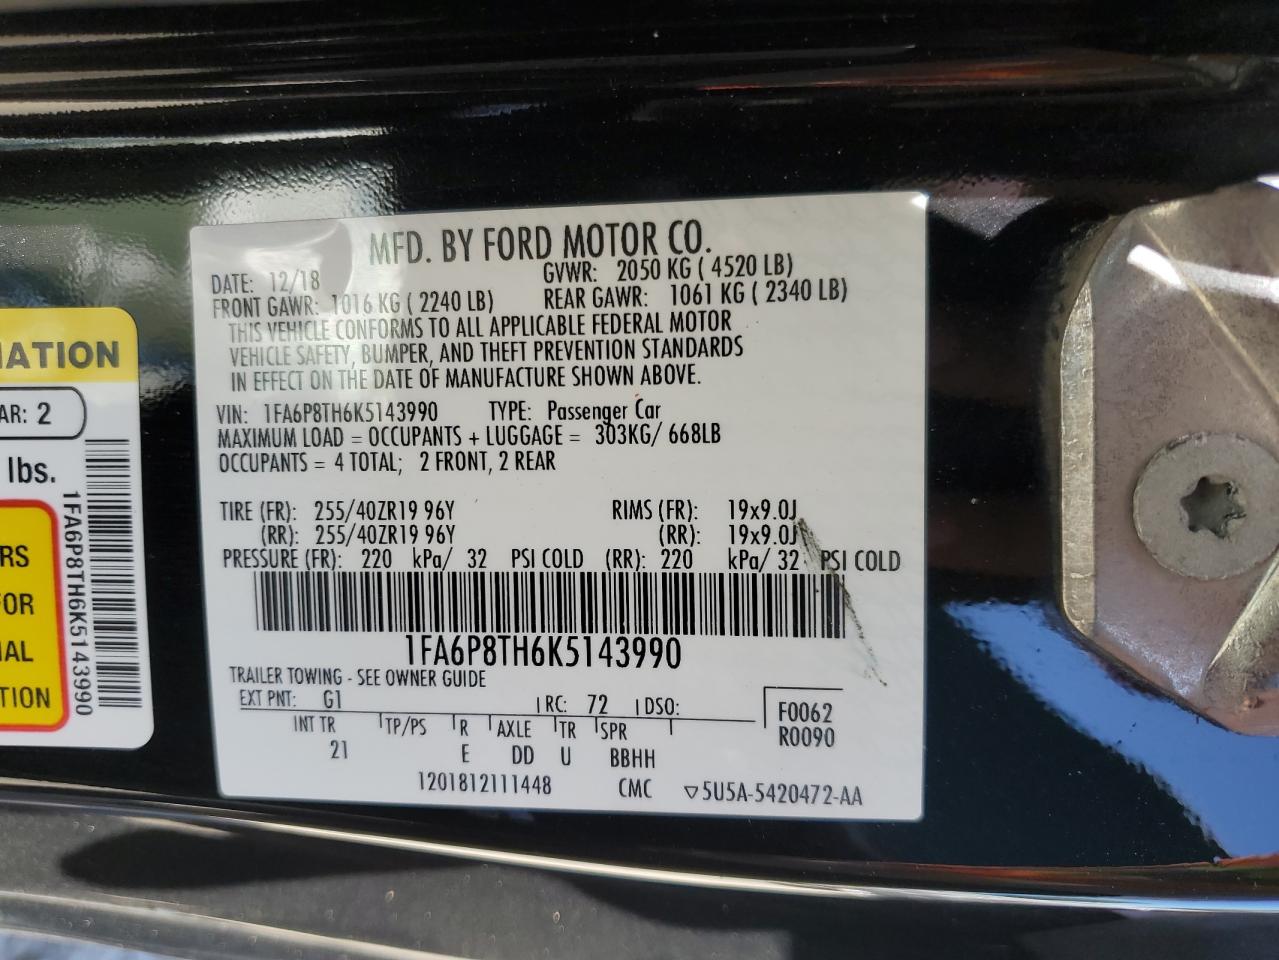 MFD. BY FORD MOTOR CO.
DATE: 12/18 GVWR: 2050 KG ( 4520 LB)
FRONT GAWR: 1016 KG ( 2240 LB) REAR GAWR: 1061 KG ( 2340 LB)
THIS VEHICLE CONFORMS TO ALL APPLICABLE FEDERAL MOTOR
VEHICLE SAFETY, BUMPER, AND THEFT PREVENTION STANDARDS
IN EFFECT ON THE DATE OF MANUFACTURE SHOWN ABOVE.
VIN: 1FA6P8TH6K5143990 TYPE: Passenger Car
MAXIMUM LOAD = OCCUPANTS + LUGGAGE = 303KG/ 668LB
OCCUPANTS = 4 TOTAL; 2 FRONT, 2 REAR
TIRE (FR): 255/40ZR19 96Y RIMS (FR): 19x9.0J
(RR): 255/40ZR19 96Y (RR): 19x9.0J
PRESSURE (FR): 220 kPa/ 32 PSI COLD (RR): 220 kPa/ 32 PSI COLD
1FA6P8TH6K5143990
TRAILER TOWING - SEE OWNER GUIDE
EXT PNT: G1 RC: 72 DSO:
INT TR TP/PS R AXLE TR SPR
21 E DD U BBHH
F0062
R0090
1201812111448 CMC ▽5U5A-5420472-AA
MATION
AR: 2
lbs.
1FA6P8TH6K5143990
RS
FOR
AL
TION